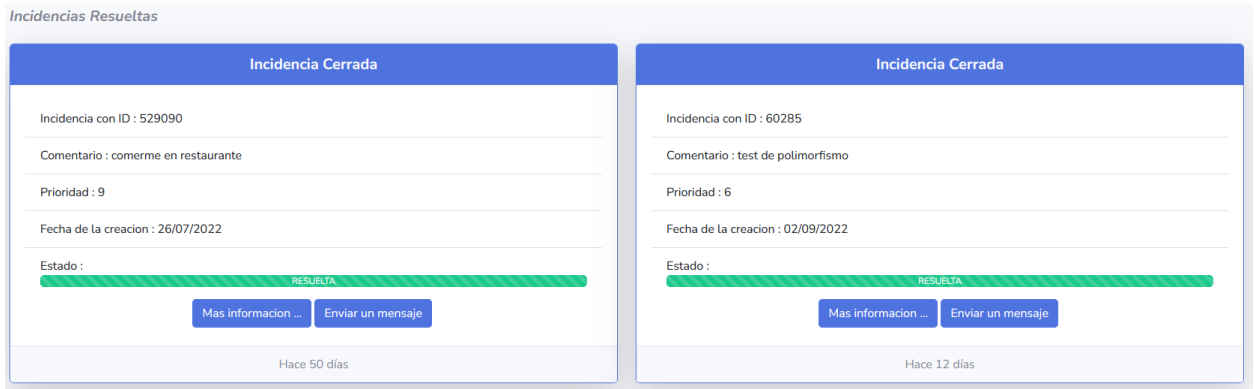 Incidencias Resueltas
Incidencia Cerrada
Incidencia con ID : 529090
Comentario : comerme en restaurante
Prioridad : 9
Fecha de la creacion : 26/07/2022
Estado :
RESUELTA
Mas informacion ... Enviar un mensaje
Hace 50 días
Incidencia Cerrada
Incidencia con ID : 60285
Comentario : test de polimorfismo
Prioridad : 6
Fecha de la creacion : 02/09/2022
Estado :
RESUELTA
Mas informacion ... Enviar un mensaje
Hace 12 días